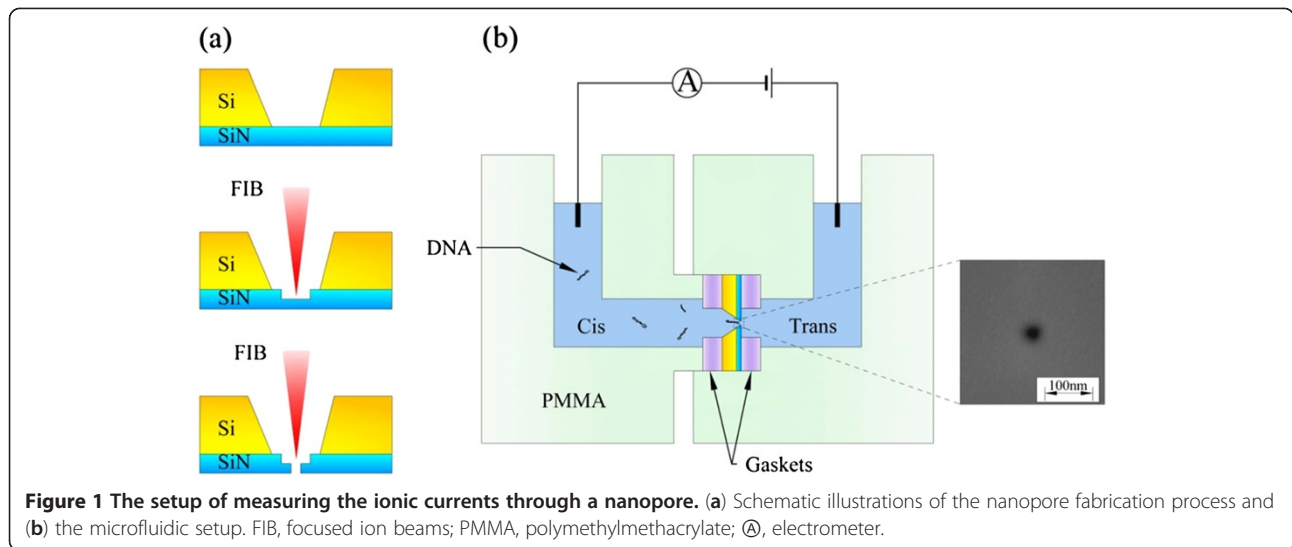 (a)
Si
SiN
FIB
Si
SiN
FIB
Si
SiN
(b)
A
DNA
Cis
Trans
PMMA
Gaskets
100nm
Figure 1 The setup of measuring the ionic currents through a nanopore. (a) Schematic illustrations of the nanopore fabrication process and
(b) the microfluidic setup. FIB, focused ion beams; PMMA, polymethylmethacrylate; Ⓐ, electrometer.